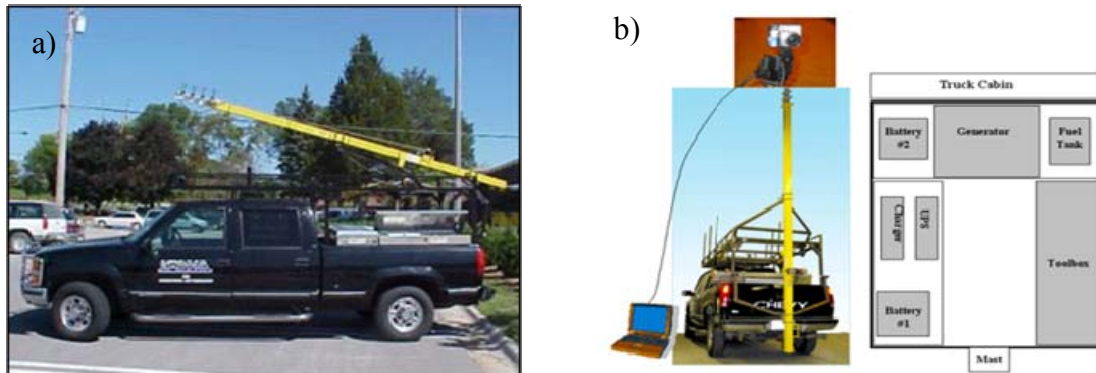 a)
b)
CHEVY
Truck Cabin
Battery
#2
Generator
Fuel
Tank
Charger
UPS
Toolbox
Battery
#1
Mast